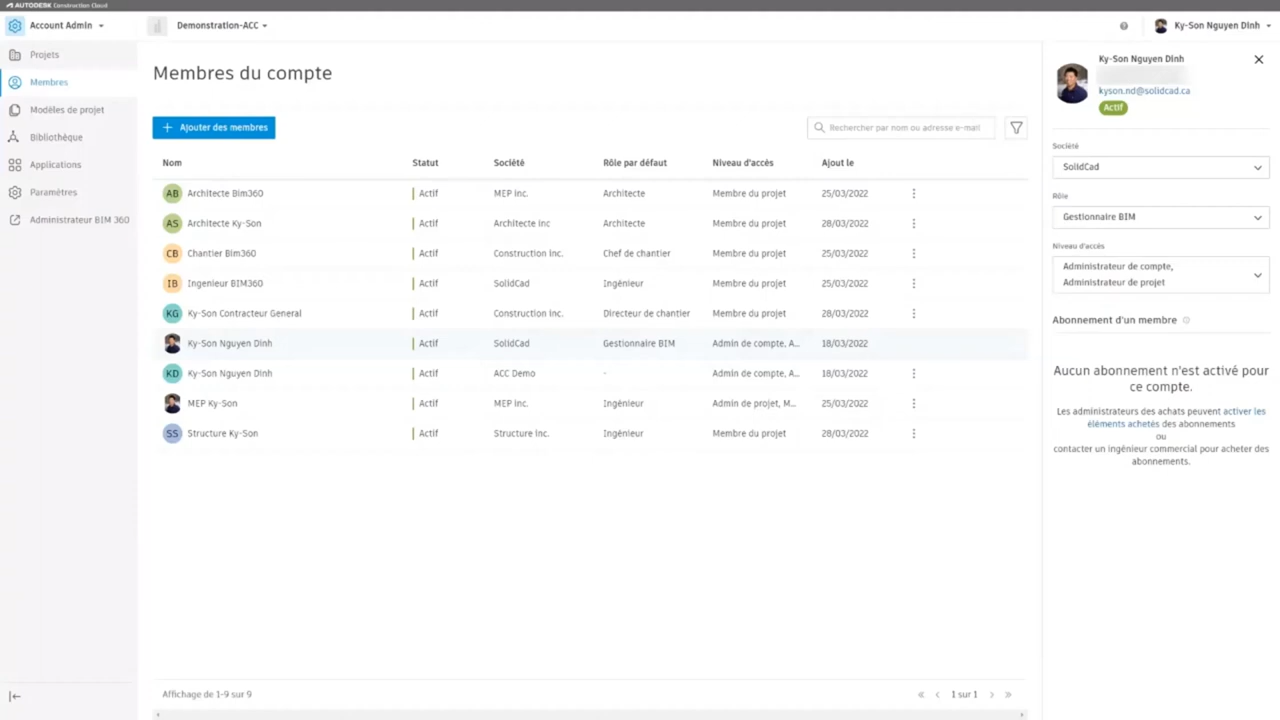 AUTODESK Construction Cloud
Account Admin
Demonstration-ACC
Ky-Son Nguyen Dinh
Projets
Membres
Modèles de projet
Bibliothèque
Applications
Paramètres
Administrateur BIM 360
Membres du compte
Ajouter des membres
Rechercher par nom ou adresse e-mail
Nom Statut Société Rôle par défaut Niveau d'accès Ajout le
AB Architecte Bim360 Actif MEP inc. Architecte Membre du projet 25/03/2022
AS Architecte Ky-Son Actif Architecte inc Architecte Membre du projet 28/03/2022
CB Chantier Bim360 Actif Construction inc. Chef de chantier Membre du projet 25/03/2022
IB Ingenieur BIM360 Actif SolidCad Ingénieur Membre du projet 25/03/2022
KG Ky-Son Contracteur General Actif Construction inc. Directeur de chantier Membre du projet 25/03/2022
Ky-Son Nguyen Dinh Actif SolidCad Gestionnaire BIM Admin de compte, A... 18/03/2022
KD Ky-Son Nguyen Dinh Actif ACC Demo - Admin de compte, A... 18/03/2022
MEP Ky-Son Actif MEP inc. Ingénieur Admin de projet, M... 25/03/2022
SS Structure Ky-Son Actif Structure inc. Ingénieur Membre du projet 28/03/2022
Affichage de 1-9 sur 9
1 sur 1
Ky-Son Nguyen Dinh
kyson.nd@solidcad.ca
Actif
Société
SolidCad
Rôle
Gestionnaire BIM
Niveau d'accès
Administrateur de compte,
Administrateur de projet
Abonnement d'un membre
Aucun abonnement n'est activé pour
ce compte.
Les administrateurs des achats peuvent activer les
éléments achetés des abonnements
ou
contacter un ingénieur commercial pour acheter des
abonnements.